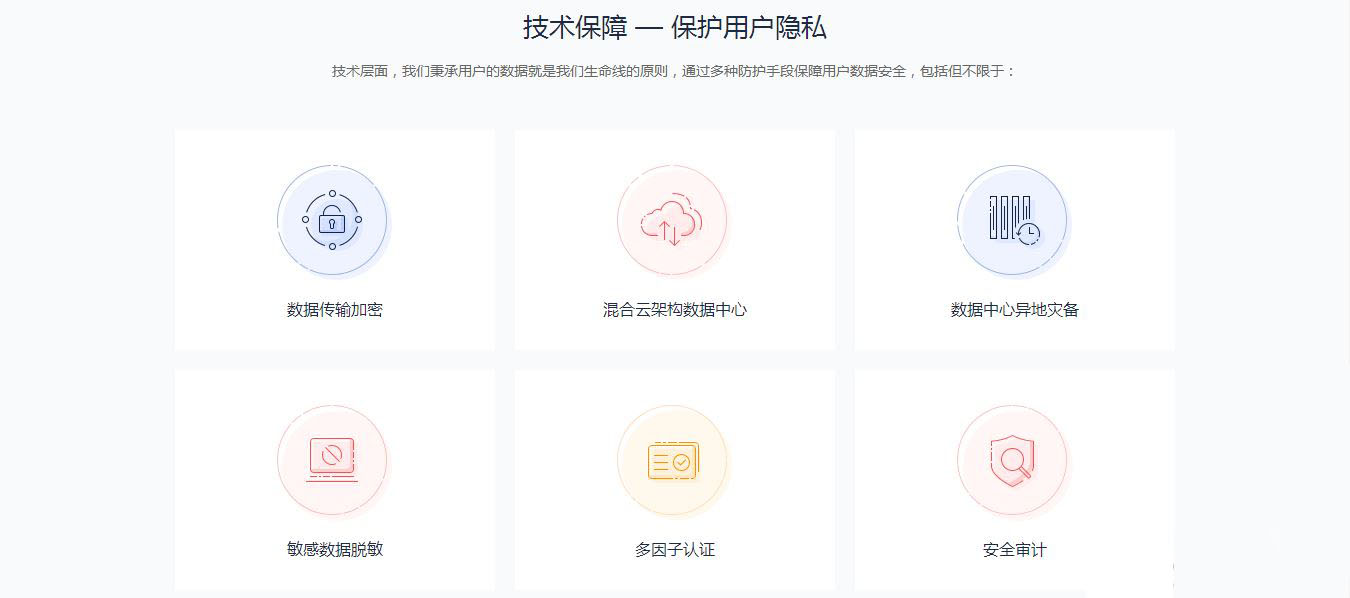 技术保障 — 保护用户隐私
技术层面，我们秉承用户的数据就是我们生命线的原则，通过多种防护手段保障用户数据安全，包括但不限于：
数据传输加密
混合云架构数据中心
数据中心异地灾备
敏感数据脱敏
多因子认证
安全审计